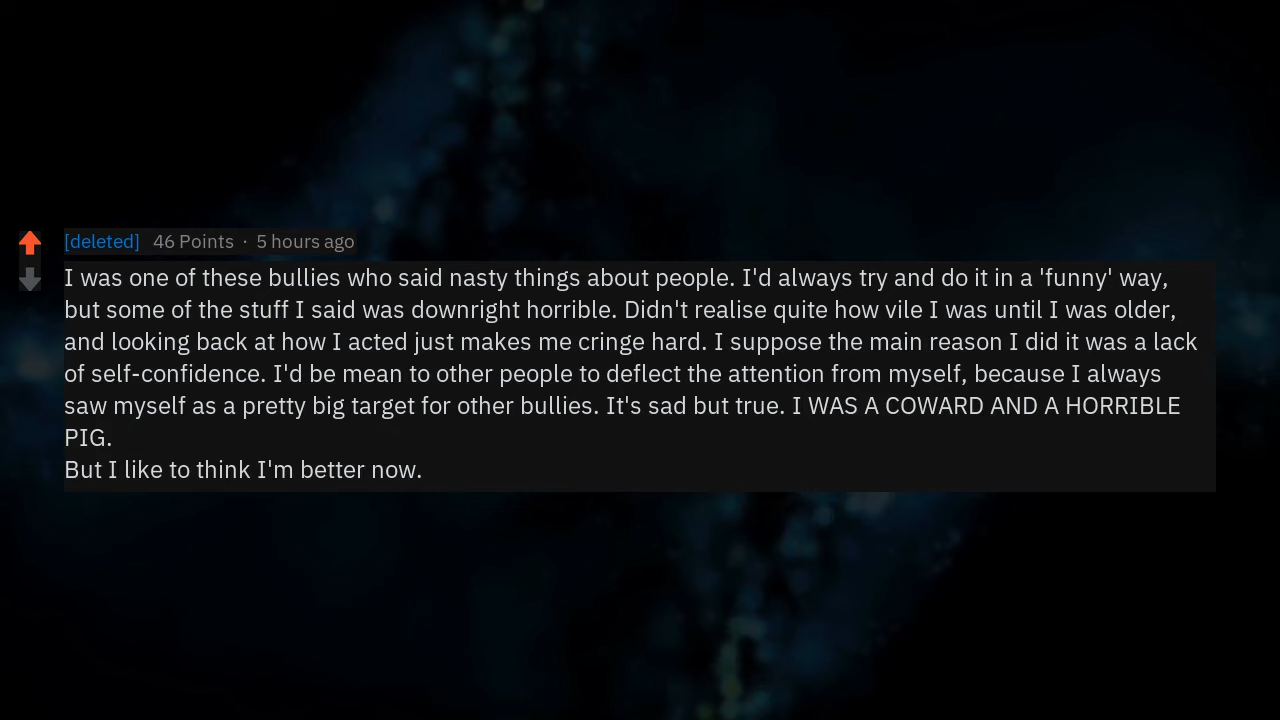 [deleted] 46 Points · 5 hours ago
I was one of these bullies who said nasty things about people. I'd always try and do it in a 'funny' way,
but some of the stuff I said was downright horrible. Didn't realise quite how vile I was until I was older,
and looking back at how I acted just makes me cringe hard. I suppose the main reason I did it was a lack
of self-confidence. I'd be mean to other people to deflect the attention from myself, because I always
saw myself as a pretty big target for other bullies. It's sad but true. I WAS A COWARD AND A HORRIBLE
PIG.
But I like to think I'm better now.